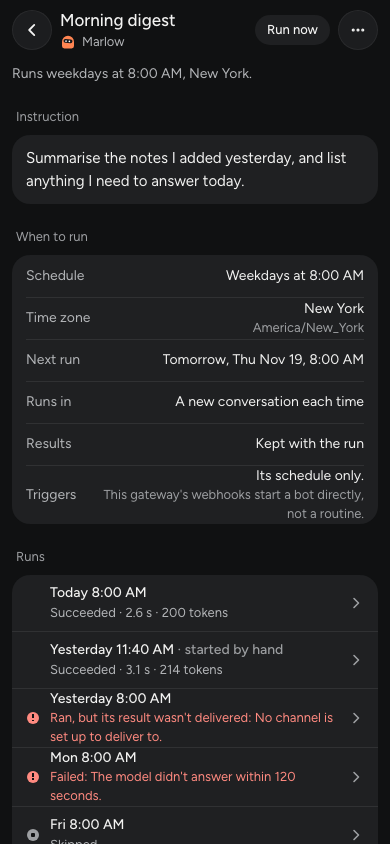 Morning digest
Marlow
Run now
Runs weekdays at 8:00 AM, New York.
Instruction
Summarise the notes I added yesterday, and list
anything I need to answer today.
When to run
Schedule
Weekdays at 8:00 AM
Time zone
New York
America/New_York
Next run
Tomorrow, Thu Nov 19, 8:00 AM
Runs in
A new conversation each time
Results
Kept with the run
Triggers
Its schedule only.
This gateway's webhooks start a bot directly,
not a routine.
Runs
Today 8:00 AM
Succeeded · 2.6 s · 200 tokens
Yesterday 11:40 AM · started by hand
Succeeded · 3.1 s · 214 tokens
Yesterday 8:00 AM
Ran, but its result wasn't delivered: No channel is
set up to deliver to.
Mon 8:00 AM
Failed: The model didn't answer within 120
seconds.
Fri 8:00 AM
Skipped